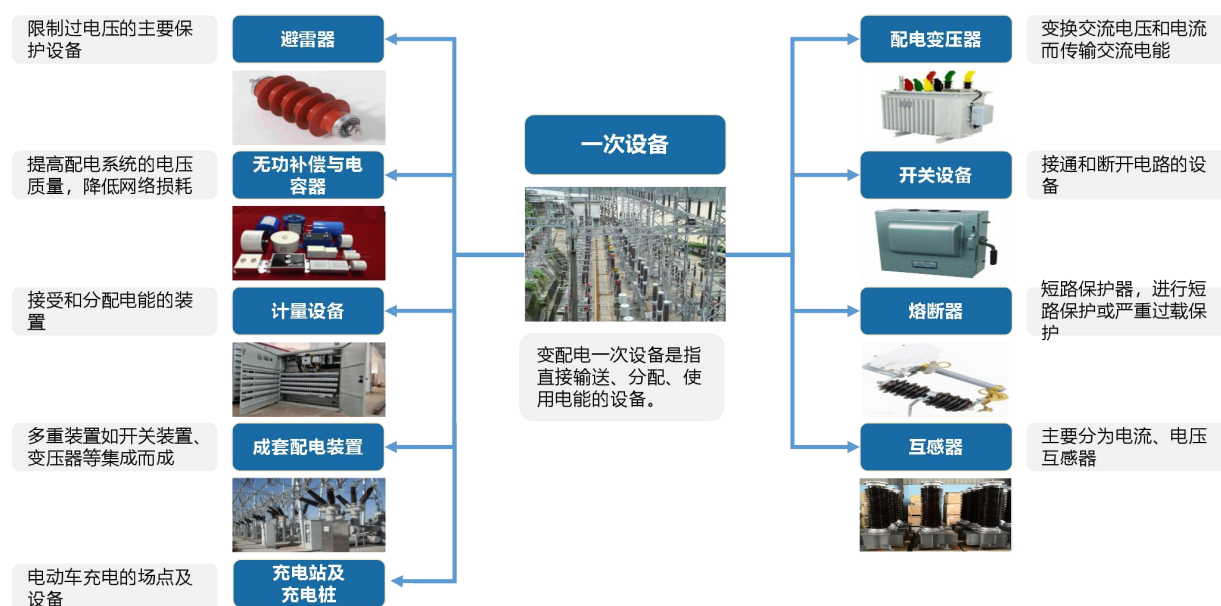 限制过电压的主要保
护设备
避雷器
提高配电系统的电压
质量，降低网络损耗
无功补偿与电
容器
接受和分配电能的装
置
计量设备
多重装置如开关装置、
变压器等集成而成
成套配电装置
电动车充电的场点及
设备
充电站及
充电桩
一次设备
变配电一次设备是指
直接输送、分配、使
用电能的设备。
配电变压器
变换交流电压和电流
而传输交流电能
开关设备
接通和断开电路的设
备
熔断器
短路保护器，进行短
路保护或严重过载保
护
互感器
主要分为电流、电压
互感器